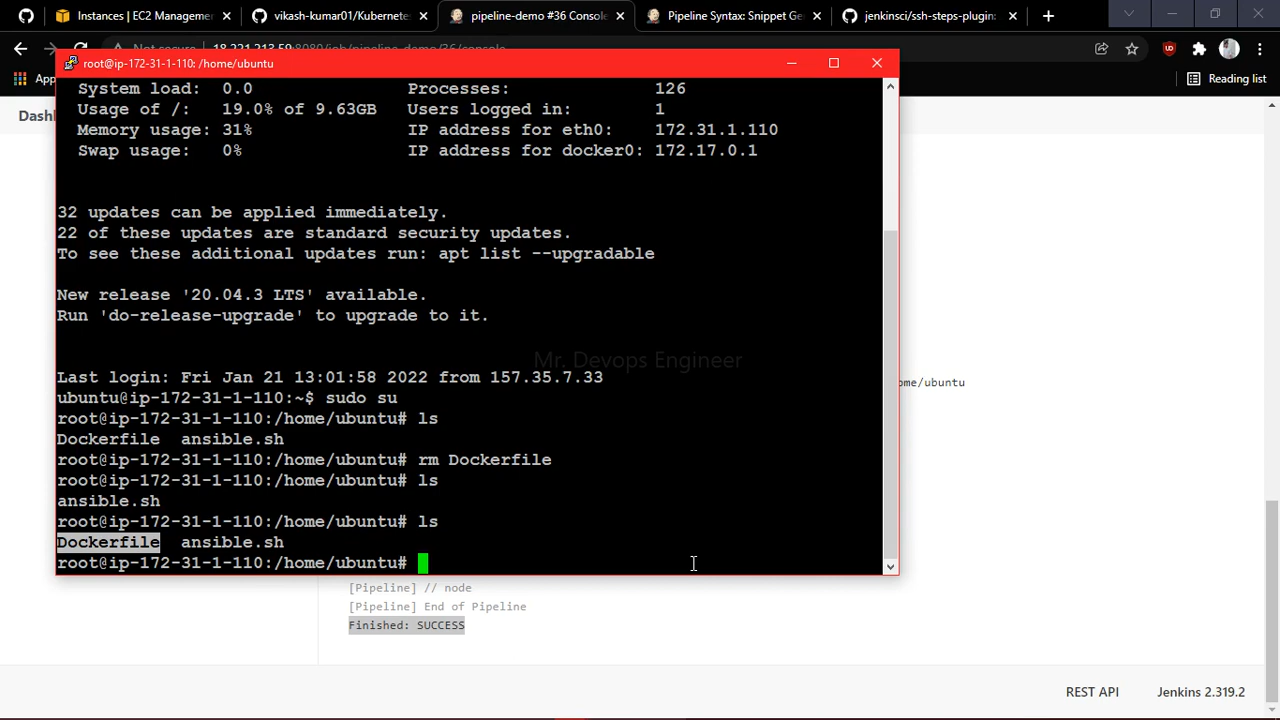 Instances | EC2 Managemen
vikash-kumar01/Kubernetes
pipeline-demo #36 Console
Pipeline Syntax: Snippet Ge
jenkinsci/ssh-steps-plugin:
Not secure
18.221.213.59:8080/job/pipeline_demo/36/console
App
Reading list
Dashl
root@ip-172-31-1-110: /home/ubuntu
System load: 0.0 Processes: 126
Usage of /: 19.0% of 9.63GB Users logged in: 1
Memory usage: 31% IP address for eth0: 172.31.1.110
Swap usage: 0% IP address for docker0: 172.17.0.1
32 updates can be applied immediately.
22 of these updates are standard security updates.
To see these additional updates run: apt list --upgradable
New release '20.04.3 LTS' available.
Run 'do-release-upgrade' to upgrade to it.
Mr. Devops Engineer
Last login: Fri Jan 21 13:01:58 2022 from 157.35.7.33
ome/ubuntu
ubuntu@ip-172-31-1-110:~$ sudo su
root@ip-172-31-1-110:/home/ubuntu# ls
Dockerfile ansible.sh
root@ip-172-31-1-110:/home/ubuntu# rm Dockerfile
root@ip-172-31-1-110:/home/ubuntu# ls
ansible.sh
root@ip-172-31-1-110:/home/ubuntu# ls
Dockerfile ansible.sh
root@ip-172-31-1-110:/home/ubuntu#
[Pipeline] // node
[Pipeline] End of Pipeline
Finished: SUCCESS
REST API
Jenkins 2.319.2